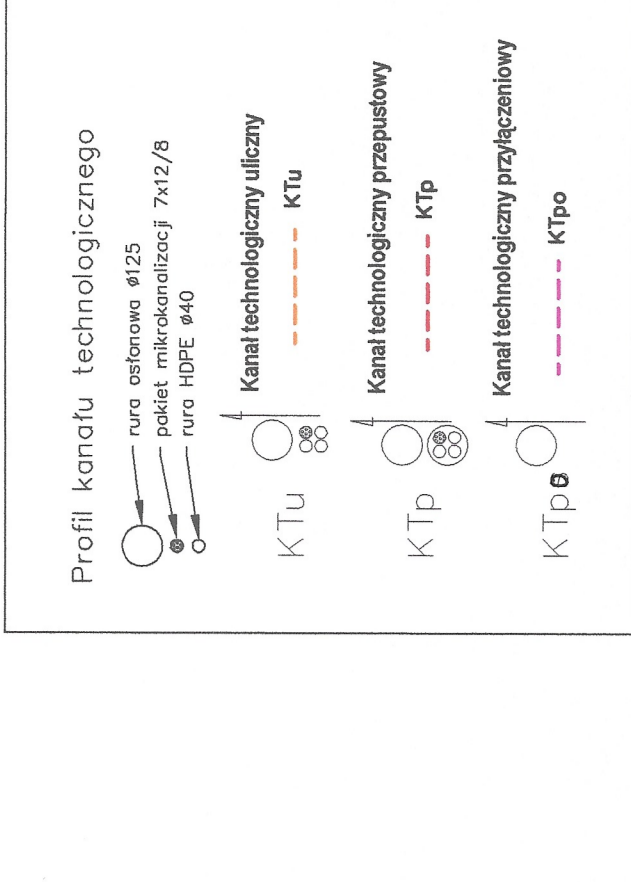 Profil kanału technologicznego
rura osłonowa ø125
pakiet mikrokanalizacji 7x12/8
rura HDPE ø40
KTu
Kanał technologiczny uliczny
KTu
KTp
Kanał technologiczny przepustowy
KTp
KTpo
Kanał technologiczny przyłączeniowy
KTpo